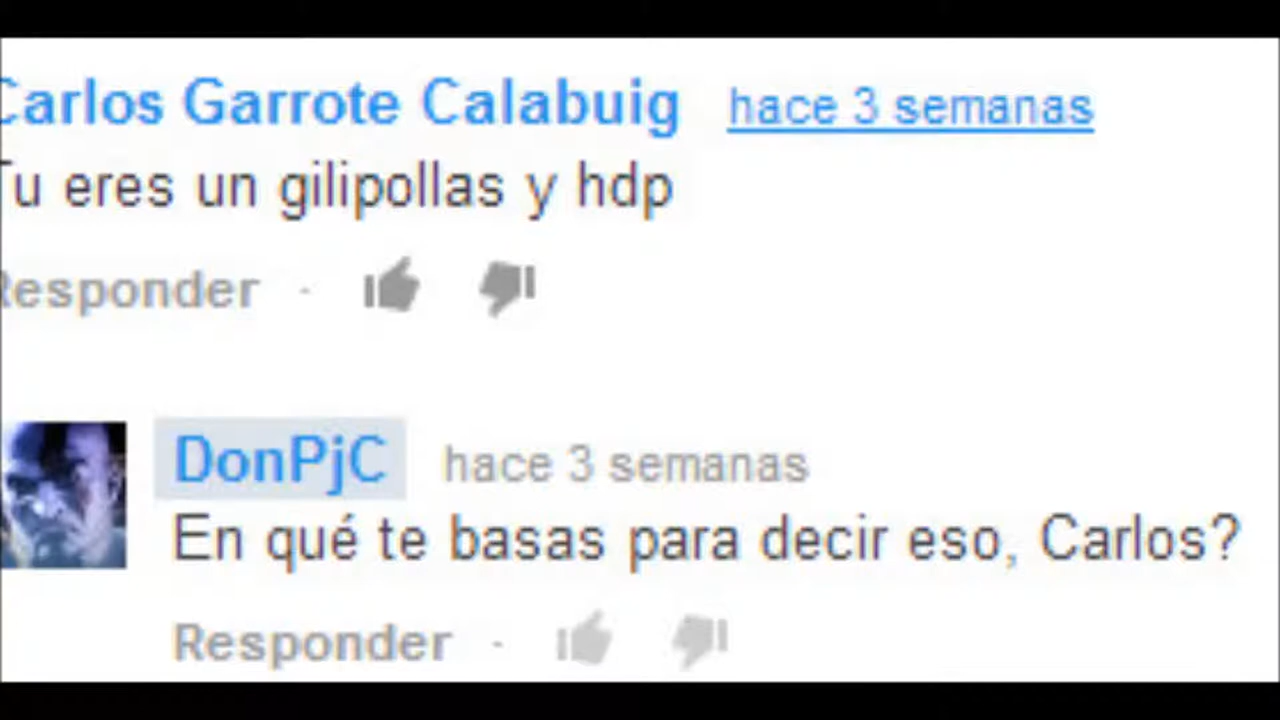 Carlos Garrote Calabuig hace 3 semanas
Tu eres un gilipollas y hdp
Responder ·
DonPjC hace 3 semanas
En qué te basas para decir eso, Carlos?
Responder ·